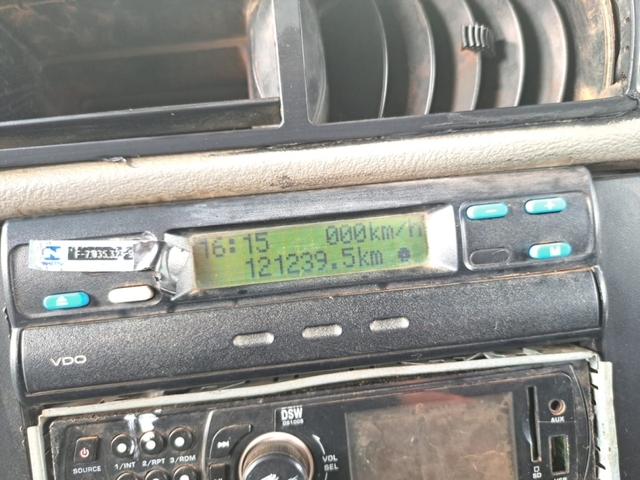 16:15 000km/h
121239.5km
M
VDO
DSW
SOURCE
1/INT 2/RPT 3/RDM
VOL
SEL
AUX
SD